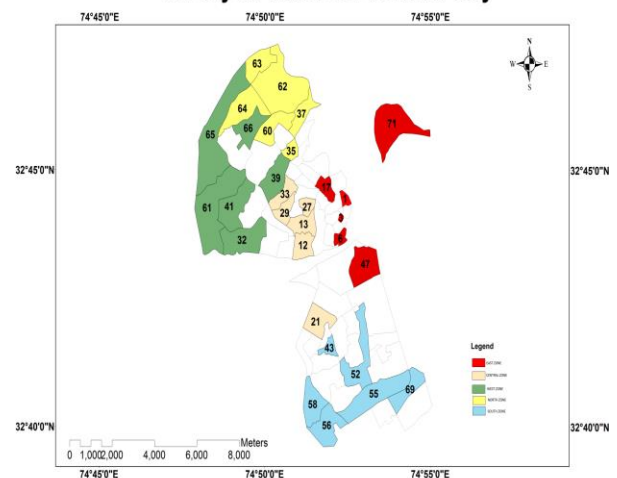 74°45'0"E 74°50'0"E 74°55'0"E
N
W E
S
63
62
64
37
71
65
66
60
35
32°45'0"N 32°45'0"N
39
17
33
1
61
41
29
27
13
32
12
47
21
43
52
55
69
58
56
Legend
EAST ZONE
CENTRAL ZONE
WEST ZONE
NORTH ZONE
SOUTH ZONE
32°40'0"N 32°40'0"N
Meters
0 1,0002,000 4,000 6,000 8,000
74°45'0"E 74°50'0"E 74°55'0"E